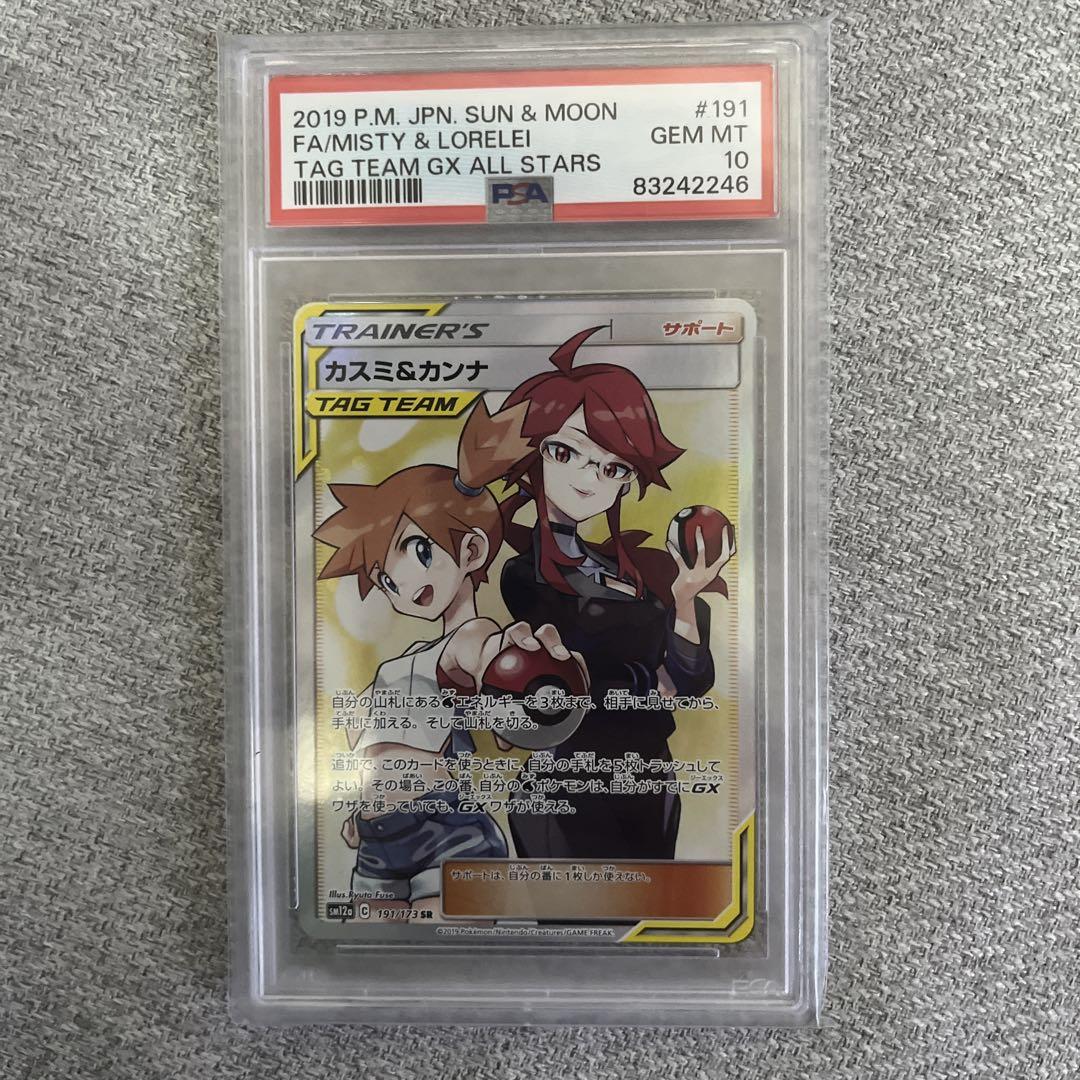 2019 P.M. JPN. SUN & MOON #191
FA/MISTY & LORELEI GEM MT
TAG TEAM GX ALL STARS 10
PSA 83242246
TRAINER'S サポート
カスミ&カンナ
TAG TEAM
自分の山札にあるエネルギーを3枚まで、相手に見せてから、
手札に加える。そして山札を切る。
追加で、このカードを使うときに、自分の手札を5枚トラッシュして
よい。その場合、この番、自分のポケモンは、自分がすでにGX
ワザを使っていても、GXワザが使える。
サポートは、自分の番に1枚しか使えない。
Illus.Ryuta Fuse
SM12a C 191/173 SR
©2019 Pokémon/Nintendo/Creatures/GAME FREAK.